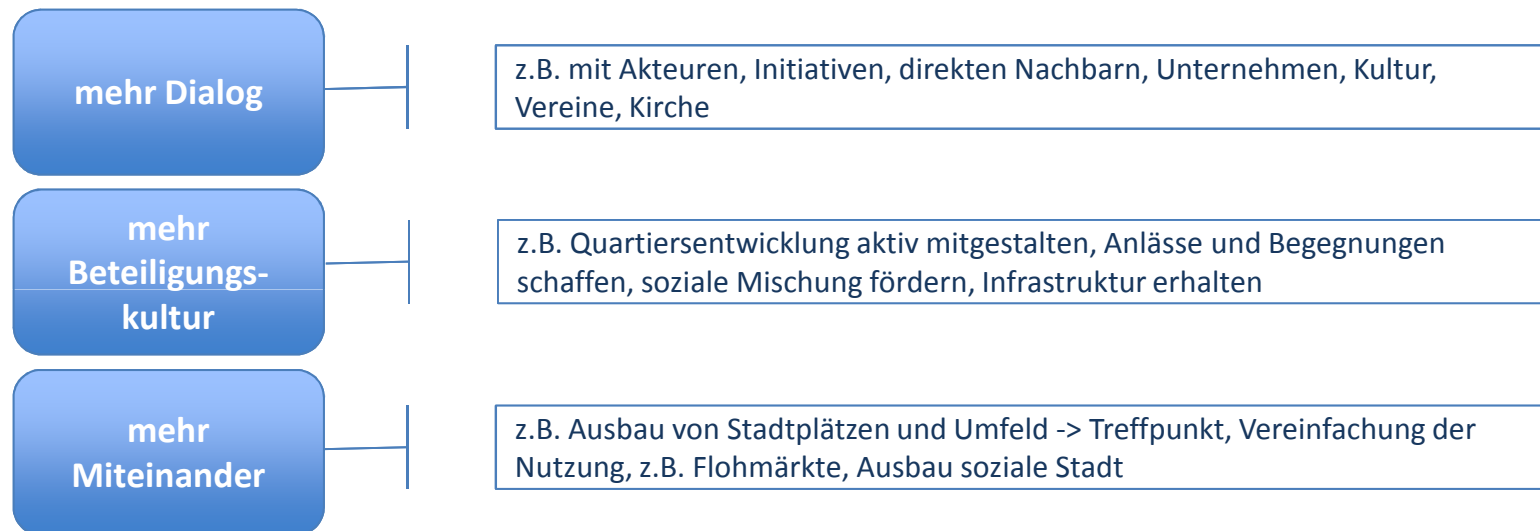 mehr Dialog
z.B. mit Akteuren, Initiativen, direkten Nachbarn, Unternehmen, Kultur,
Vereine, Kirche
mehr
Beteiligungs-
kultur
z.B. Quartiersentwicklung aktiv mitgestalten, Anlässe und Begegnungen
schaffen, soziale Mischung fördern, Infrastruktur erhalten
mehr
Miteinander
z.B. Ausbau von Stadtplätzen und Umfeld -> Treffpunkt, Vereinfachung der
Nutzung, z.B. Flohmärkte, Ausbau soziale Stadt